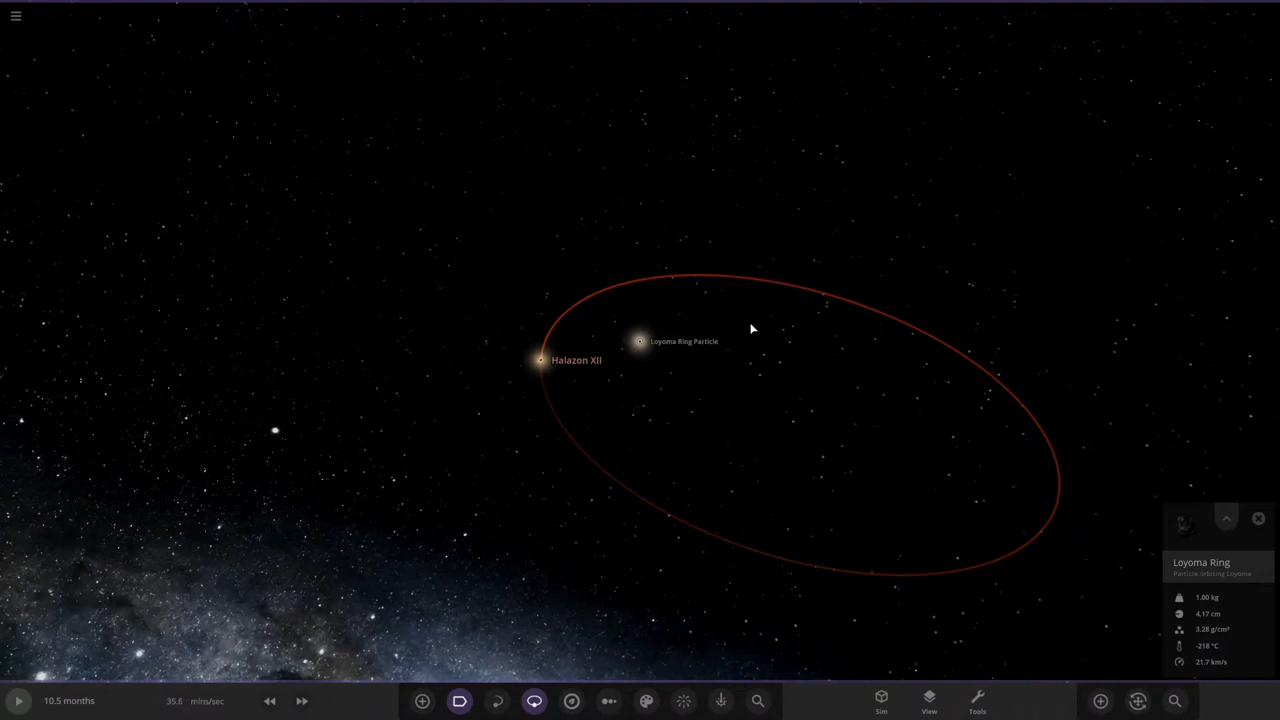 Loyoma Ring Particle
Halazon XII
Loyoma Ring
Particle orbiting Loyoma
1.00 kg
4.17 cm
3.28 g/cm³
-218 °C
21.7 km/s
10.5 months
35.6 mins/sec
Sim
View
Tools